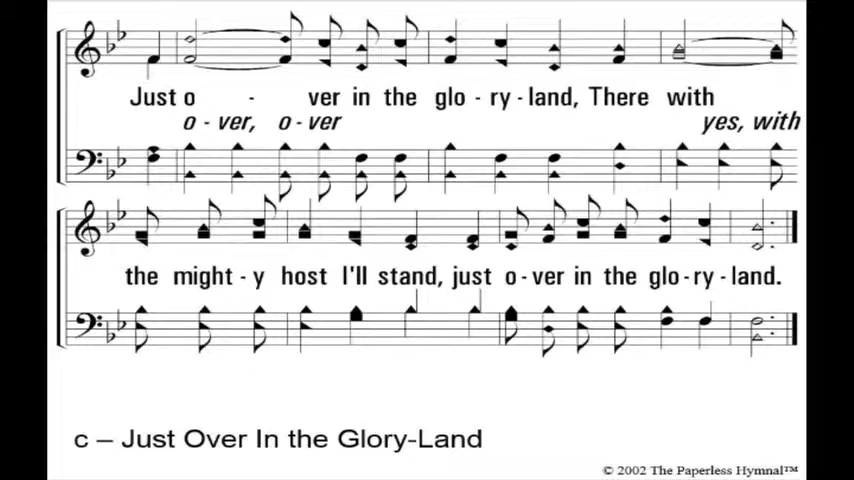 Just o - ver in the glo - ry - land, There with
o - ver, o - ver yes, with
the might - y host I'll stand, just o - ver in the glo - ry - land.
c – Just Over In the Glory-Land
© 2002 The Paperless Hymnal™